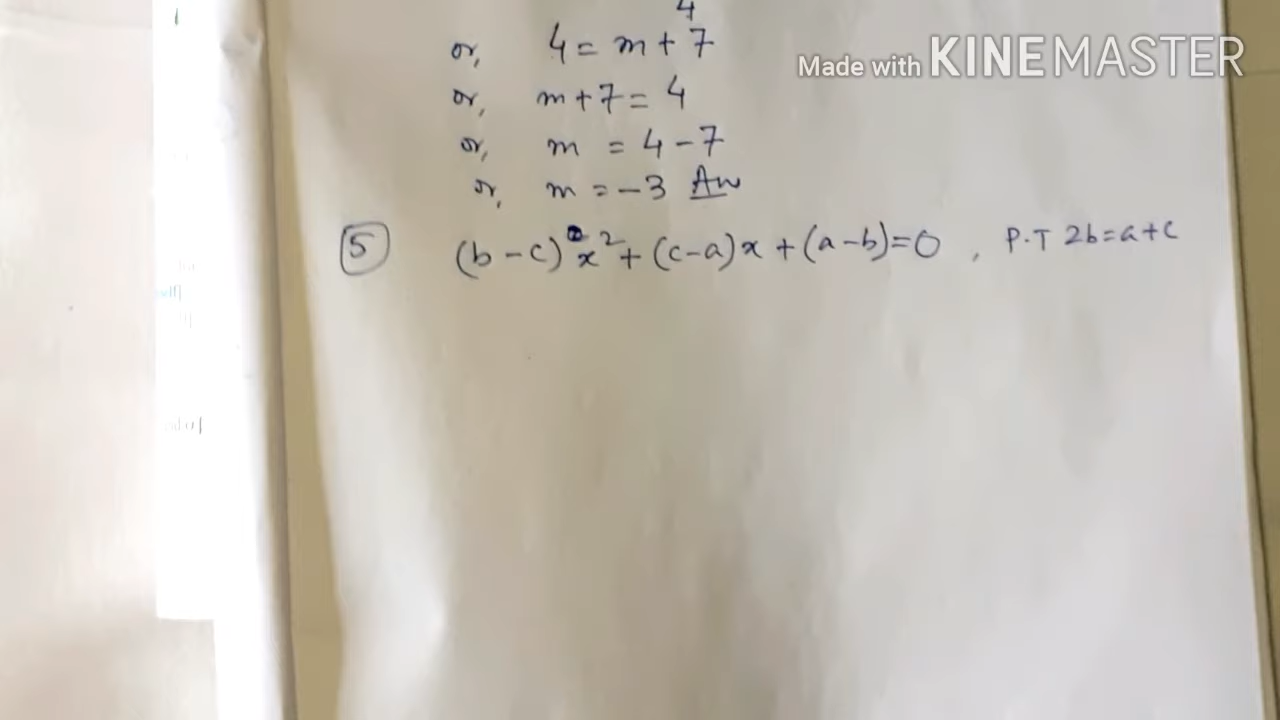 Made with KINEMASTER
4
or, 4 = m + 7
or, m + 7 = 4
or, m = 4 - 7
or, m = -3 Ans
5 (b - c) x² + (c - a) x + (a - b) = 0 , P.T 2b = a + c